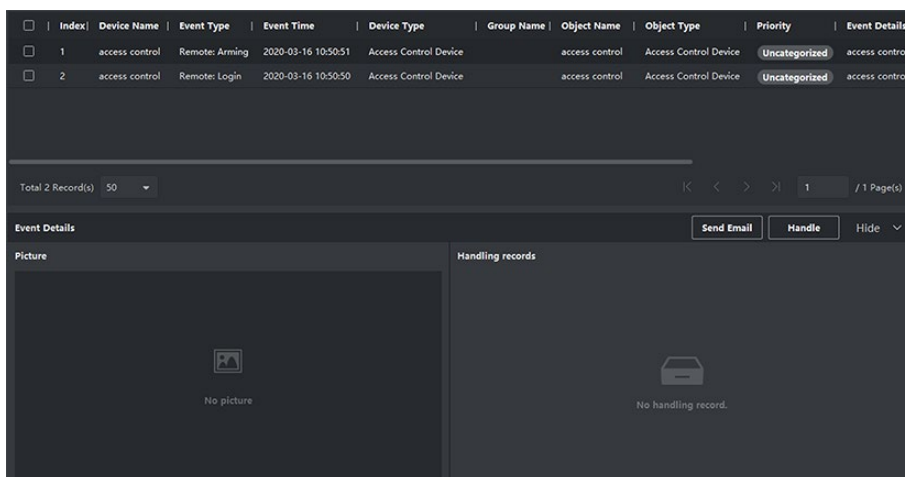 Index Device Name Event Type Event Time Device Type Group Name Object Name Object Type Priority Event Details
1 access control Remote: Arming 2020-03-16 10:50:51 Access Control Device access control Access Control Device Uncategorized access contro
2 access control Remote: Login 2020-03-16 10:50:50 Access Control Device access control Access Control Device Uncategorized access contro
Total 2 Record(s) 50 1 / 1 Page(s)
Event Details Send Email Handle Hide
Picture Handling records
No picture No handling record.